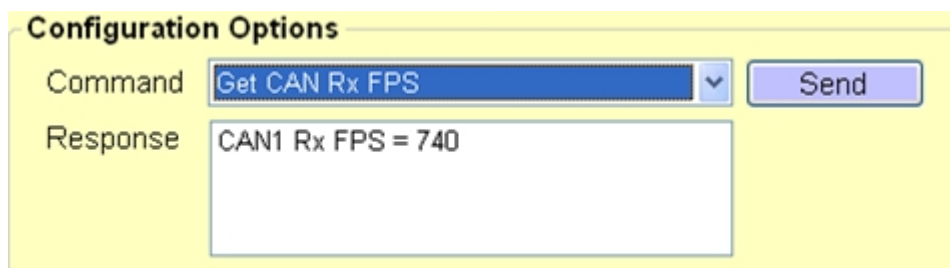 Configuration Options
Command Get CAN Rx FPS Send
Response CAN1 Rx FPS = 740